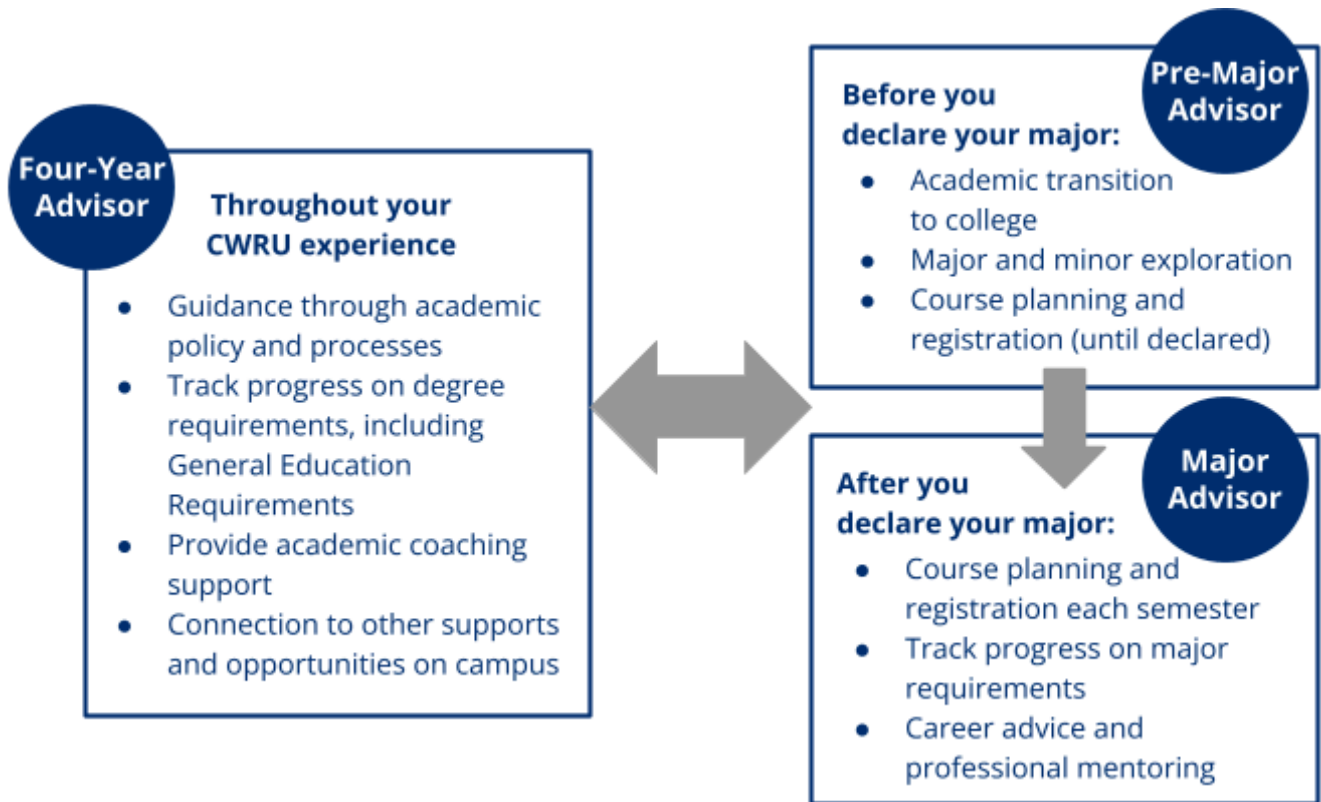 Four-Year
Advisor
Throughout your
CWRU experience
● Guidance through academic
policy and processes
● Track progress on degree
requirements, including
General Education
Requirements
● Provide academic coaching
support
● Connection to other supports
and opportunities on campus
Pre-Major
Advisor
Before you
declare your major:
● Academic transition
to college
● Major and minor exploration
● Course planning and
registration (until declared)
Major
Advisor
After you
declare your major:
● Course planning and
registration each semester
● Track progress on major
requirements
● Career advice and
professional mentoring